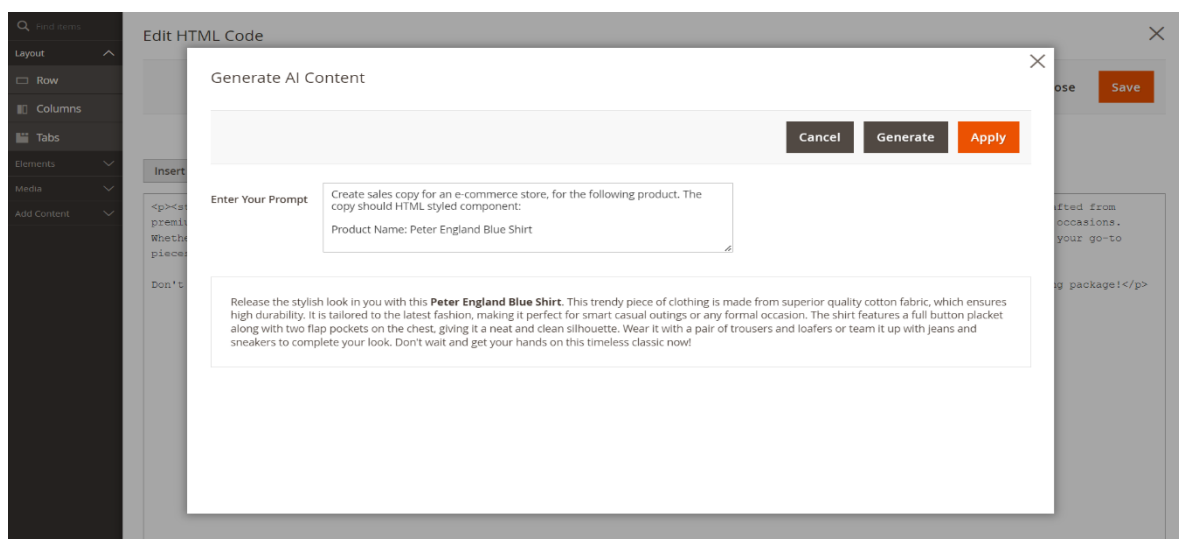 Find items
Edit HTML Code
Layout
Generate AI Content
Row
ose
Save
Columns
Cancel
Generate
Apply
Tabs
Elements
Insert
Media
Enter Your Prompt
Create sales copy for an e-commerce store, for the following product. The
copy should HTML styled component:
Product Name: Peter England Blue Shirt
Add Content
<p><st
fted from
premiu
occasions.
Whethe
your go-to
piece
Don't
ng package!</p>
Release the stylish look in you with this Peter England Blue Shirt. This trendy piece of clothing is made from superior quality cotton fabric, which ensures
high durability. It is tailored to the latest fashion, making it perfect for smart casual outings or any formal occasion. The shirt features a full button placket
along with two flap pockets on the chest, giving it a neat and clean silhouette. Wear it with a pair of trousers and loafers or team it up with jeans and
sneakers to complete your look. Don't wait and get your hands on this timeless classic now!